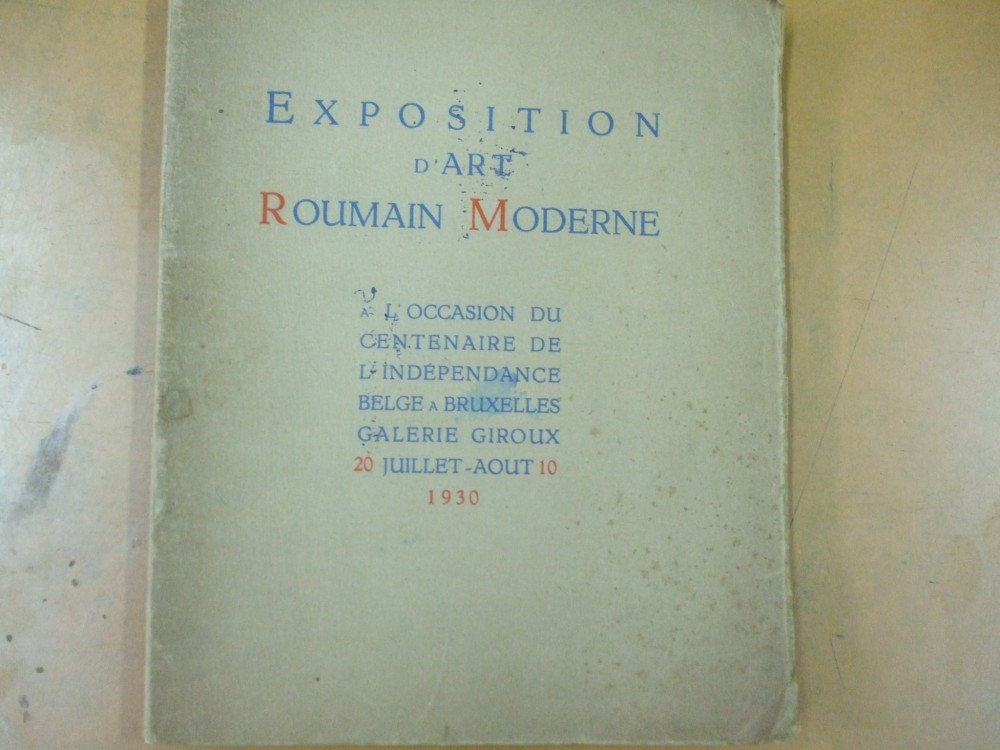 EXPOSITION
D'ART
ROUMAIN MODERNE
A L'OCCASION DU
CENTENAIRE DE
L'INDÉPENDANCE
BELGE A BRUXELLES
GALERIE GIROUX
20 JUILLET-AOUT 10
1930